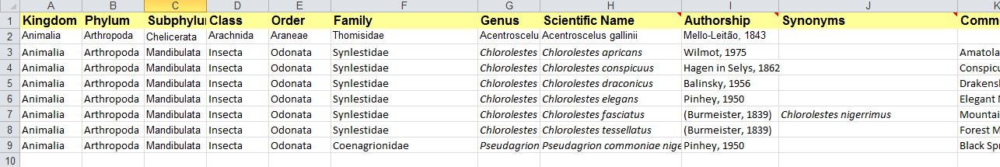 A B C D E F G H I J K
1 Kingdom Phylum Subphylu Class Order Family Genus Scientific Name Authorship Synonyms Comm
2 Animalia Arthropoda Chelicerata Arachnida Araneae Thomisidae Acentroscelu Acentroscelus gallinii Mello-Leitão, 1843
3 Animalia Arthropoda Mandibulata Insecta Odonata Synlestidae Chlorolestes Chlorolestes apricans Wilmot, 1975 Amatola
4 Animalia Arthropoda Mandibulata Insecta Odonata Synlestidae Chlorolestes Chlorolestes conspicuus Hagen in Selys, 1862 Conspicu
5 Animalia Arthropoda Mandibulata Insecta Odonata Synlestidae Chlorolestes Chlorolestes draconicus Balinsky, 1956 Drakens
6 Animalia Arthropoda Mandibulata Insecta Odonata Synlestidae Chlorolestes Chlorolestes elegans Pinhey, 1950 Elegant M
7 Animalia Arthropoda Mandibulata Insecta Odonata Synlestidae Chlorolestes Chlorolestes fasciatus (Burmeister, 1839) Chlorolestes nigerrimus Mountai
8 Animalia Arthropoda Mandibulata Insecta Odonata Synlestidae Chlorolestes Chlorolestes tessellatus (Burmeister, 1839) Forest M
9 Animalia Arthropoda Mandibulata Insecta Odonata Coenagrionidae Pseudagrion Pseudagrion commoniae nige Pinhey, 1950 Black Spr
10